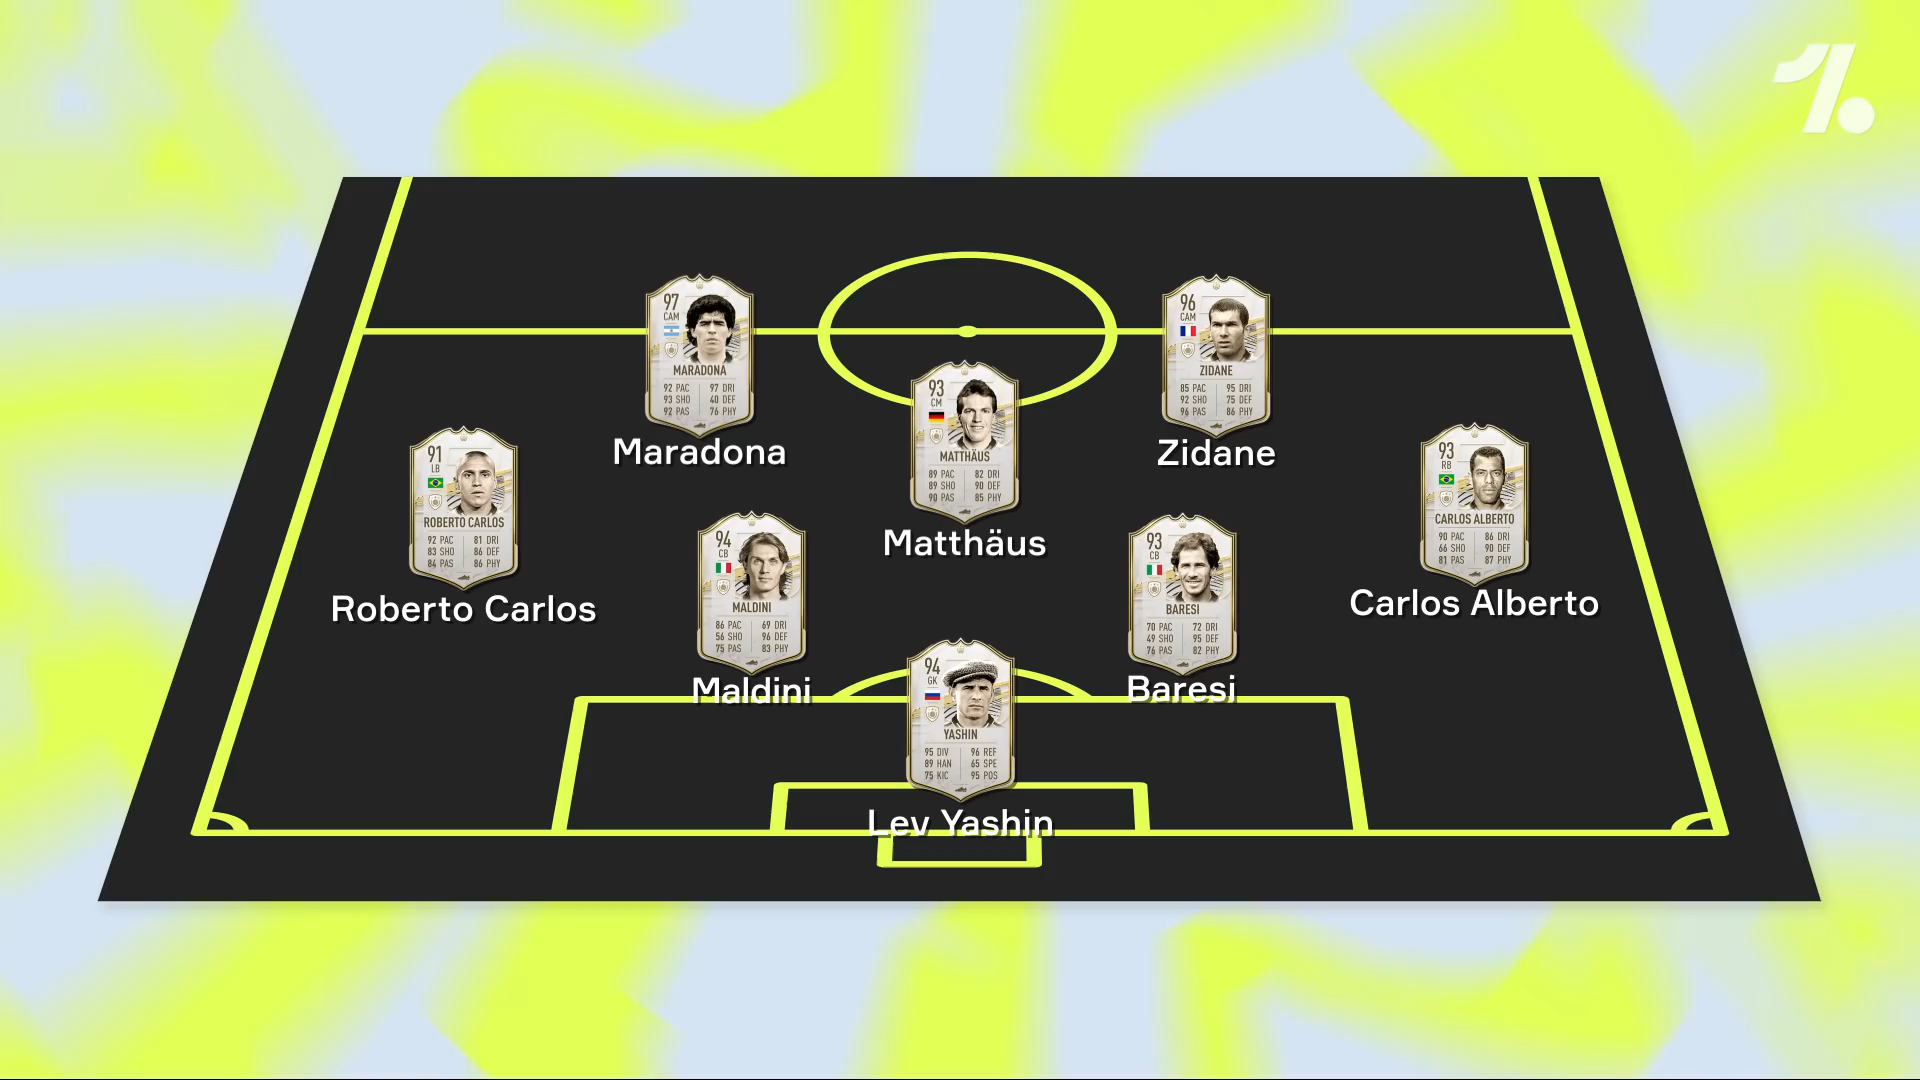 97
CAM
MARADONA
92 PAC 97 DRI
93 SHO 40 DEF
92 PAS 76 PHY
Maradona
96
CAM
ZIDANE
85 PAC 95 DRI
92 SHO 75 DEF
96 PAS 86 PHY
Zidane
93
CM
MATTHÄUS
89 PAC 82 DRI
89 SHO 90 DEF
90 PAS 85 PHY
Matthäus
91
LB
ROBERTO CARLOS
92 PAC 81 DRI
83 SHO 86 DEF
84 PAS 86 PHY
Roberto Carlos
93
RB
CARLOS ALBERTO
90 PAC 86 DRI
66 SHO 90 DEF
81 PAS 87 PHY
Carlos Alberto
94
CB
MALDINI
86 PAC 69 DRI
56 SHO 96 DEF
75 PAS 83 PHY
Maldini
93
CB
BARESI
70 PAC 72 DRI
49 SHO 95 DEF
76 PAS 82 PHY
Baresi
94
GK
YASHIN
95 DIV 96 REF
89 HAN 65 SPE
75 KIC 95 POS
Lev Yashin